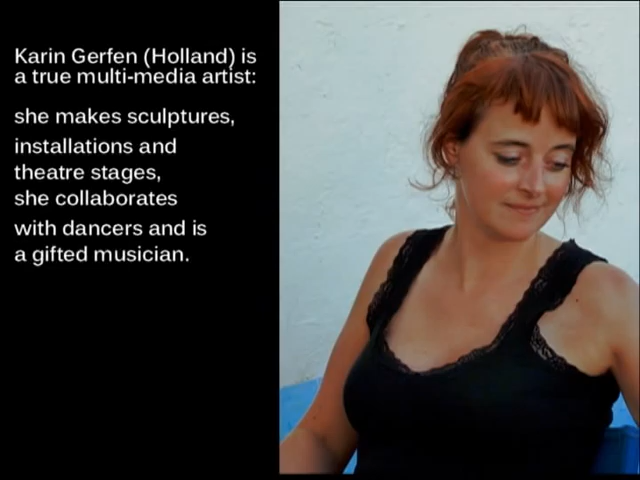 Karin Gerfen (Holland) is
a true multi-media artist:
she makes sculptures,
installations and
theatre stages,
she collaborates
with dancers and is
a gifted musician.